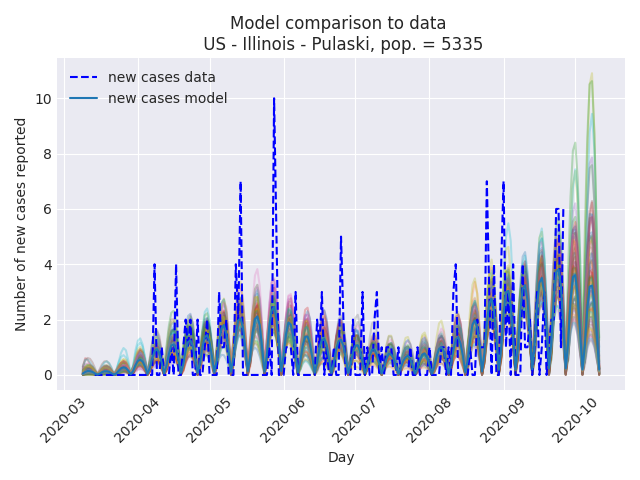 Model comparison to data
US - Illinois - Pulaski, pop. = 5335
new cases data
new cases model
Number of new cases reported
10
8
6
4
2
0
2020-03
2020-04
2020-05
2020-06
2020-07
2020-08
2020-09
2020-10
Day